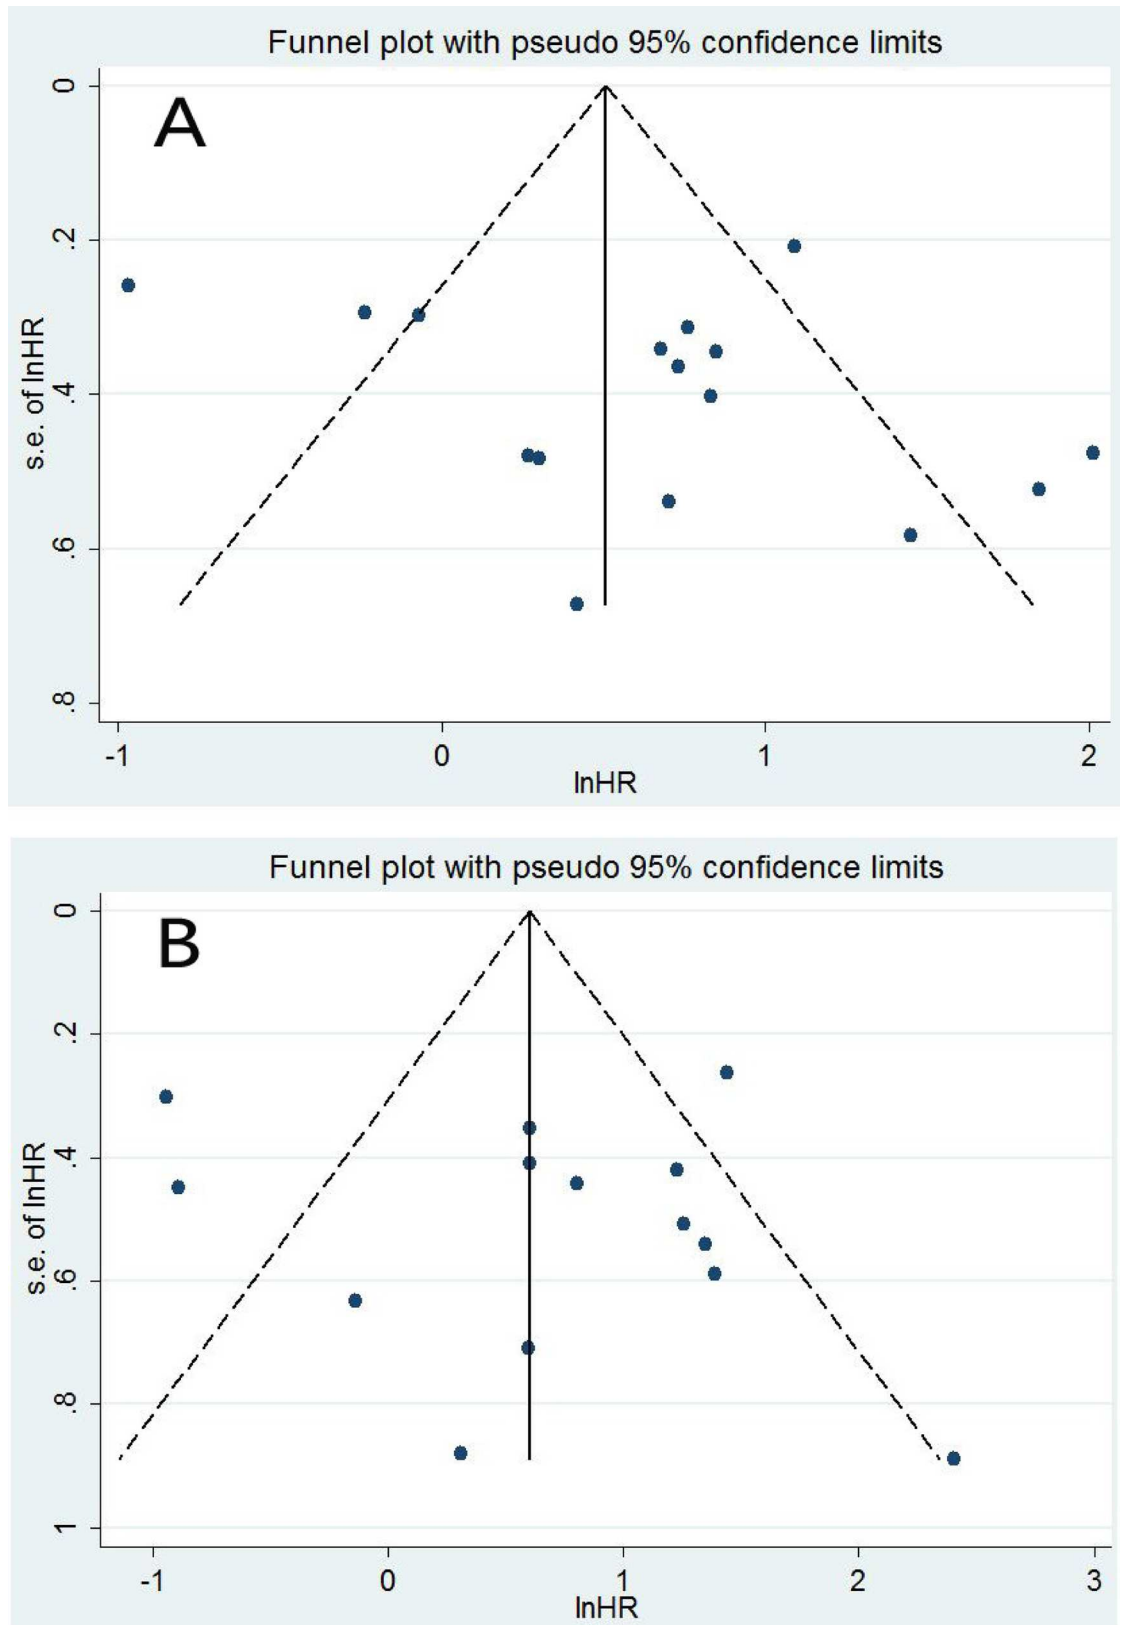 Funnel plot with pseudo 95% confidence limits
A
0
.2
.4
.6
.8
s.e. of lnHR
-1 0 1 2
lnHR
Funnel plot with pseudo 95% confidence limits
B
0
.2
.4
.6
.8
1
s.e. of lnHR
-1 0 1 2 3
lnHR